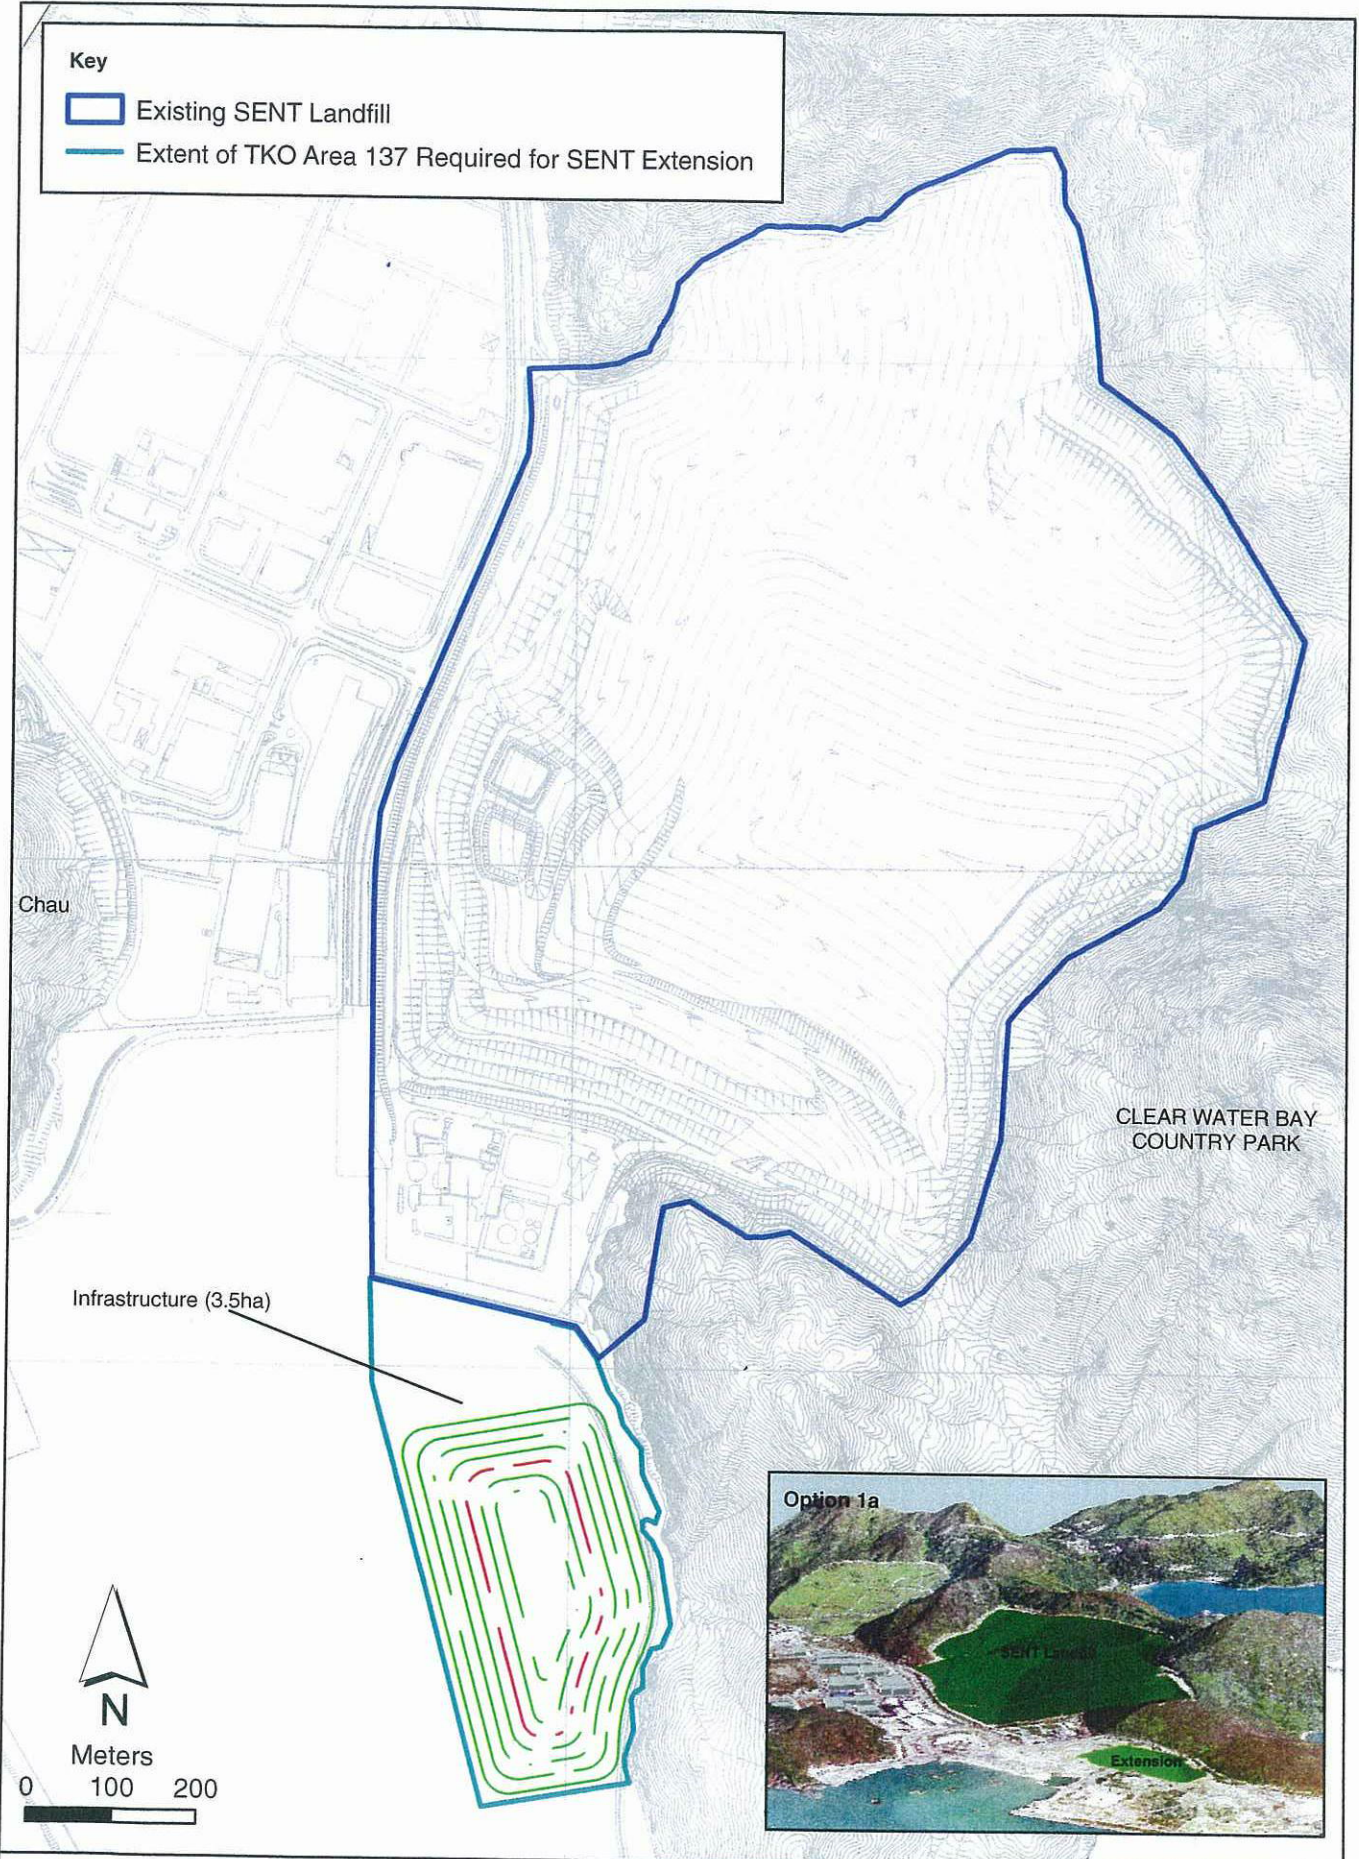 Key
Existing SENT Landfill
Extent of TKO Area 137 Required for SENT Extension
Chau
CLEAR WATER BAY
COUNTRY PARK
Infrastructure (3.5ha)
Option 1a
SENT Landfill
Extension
N
Meters
0 100 200